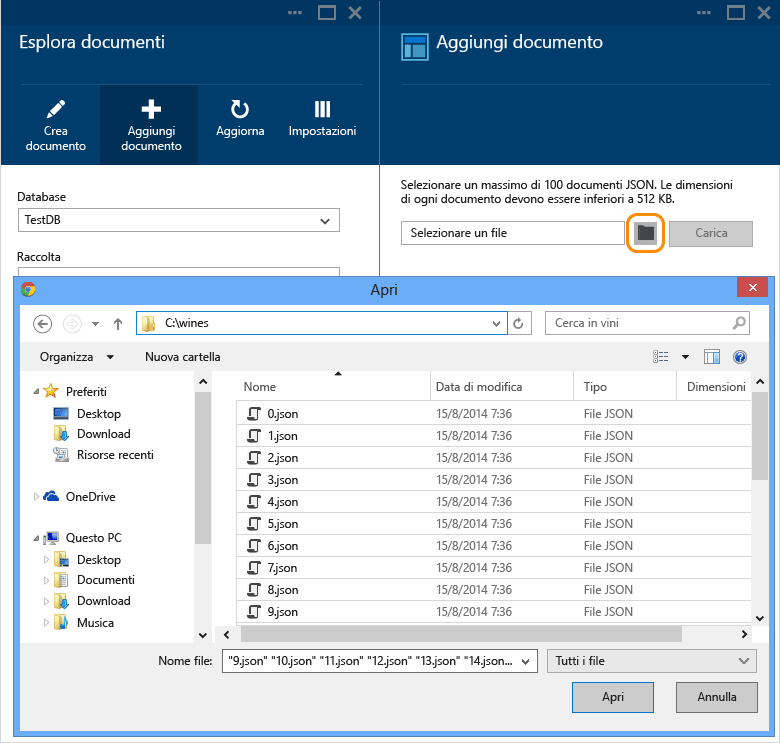 Esplora documenti
Crea
documento
Aggiungi
documento
Aggiorna
Impostazioni
Database
TestDB
Raccolta
Aggiungi documento
Selezionare un massimo di 100 documenti JSON. Le dimensioni
di ogni documento devono essere inferiori a 512 KB.
Selezionare un file
Carica
Apri
C:\wines
Cerca in vini
Organizza
Nuova cartella
Preferiti
Desktop
Download
Risorse recenti
OneDrive
Questo PC
Desktop
Documenti
Download
Musica
Nome Data di modifica Tipo Dimensioni
0.json 15/8/2014 7:36 File JSON
1.json 15/8/2014 7:36 File JSON
2.json 15/8/2014 7:36 File JSON
3.json 15/8/2014 7:36 File JSON
4.json 15/8/2014 7:36 File JSON
5.json 15/8/2014 7:36 File JSON
6.json 15/8/2014 7:36 File JSON
7.json 15/8/2014 7:36 File JSON
8.json 15/8/2014 7:36 File JSON
9.json 15/8/2014 7:36 File JSON
Nome file: "9.json" "10.json" "11.json" "12.json" "13.json" "14.json...
Tutti i file
Apri
Annulla